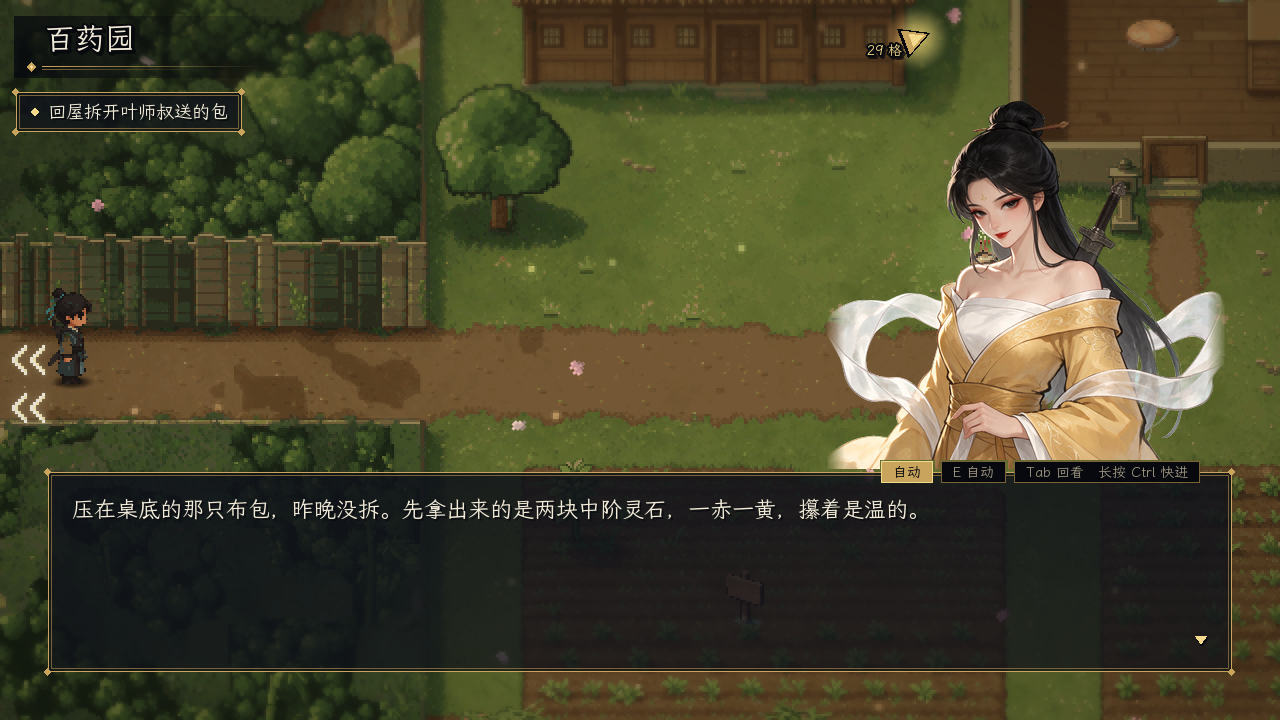 百药园
29 格
回屋拆开叶师叔送的包
自动
E 自动
Tab 回看 长按 Ctrl 快进
压在桌底的那只布包，昨晚没拆。先拿出来的是两块中阶灵石，一赤一黄，攥着是温的。